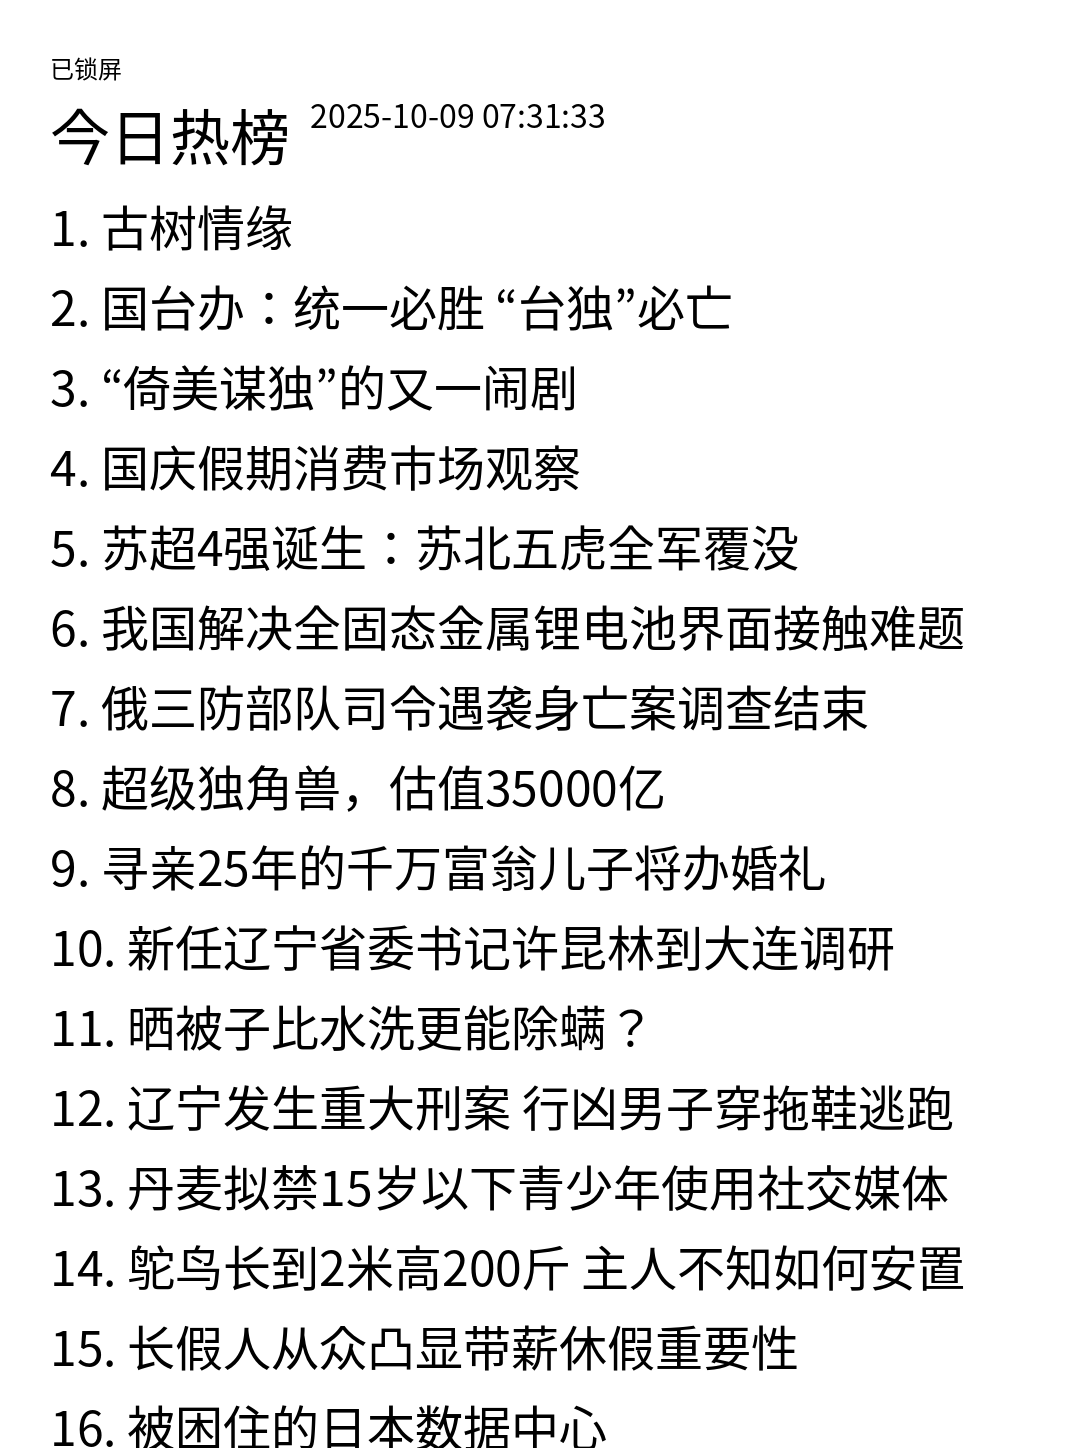 已锁屏
今日热榜 2025-10-09 07:31:33
1. 古树情缘
2. 国台办：统一必胜 “台独”必亡
3. “倚美谋独”的又一闹剧
4. 国庆假期消费市场观察
5. 苏超4强诞生：苏北五虎全军覆没
6. 我国解决全固态金属锂电池界面接触难题
7. 俄三防部队司令遇袭身亡案调查结束
8. 超级独角兽，估值35000亿
9. 寻亲25年的千万富翁儿子将办婚礼
10. 新任辽宁省委书记许昆林到大连调研
11. 晒被子比水洗更能除螨？
12. 辽宁发生重大刑案 行凶男子穿拖鞋逃跑
13. 丹麦拟禁15岁以下青少年使用社交媒体
14. 鸵鸟长到2米高200斤 主人不知如何安置
15. 长假人从众凸显带薪休假重要性
16. 被困住的日本数据中心